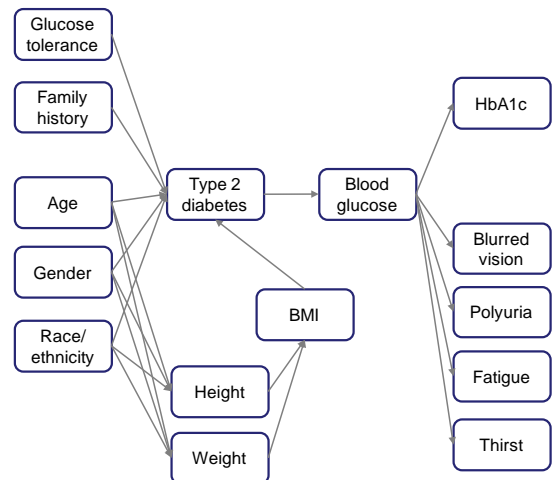 Glucose
tolerance
Family
history
Age
Gender
Race/
ethnicity
Type 2
diabetes
Blood
glucose
BMI
Height
Weight
HbA1c
Blurred
vision
Polyuria
Fatigue
Thirst